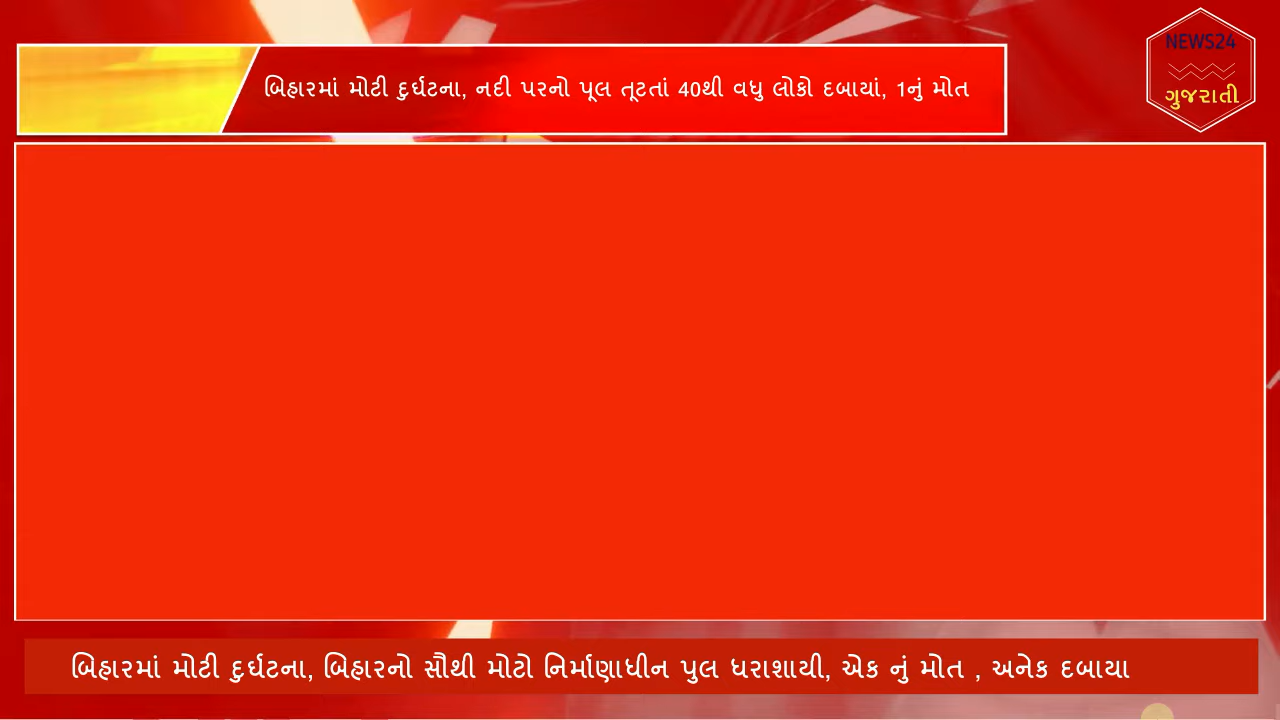 NEWS24
ગુજરાતી
બિહારમાં મોટી દુર્ઘટના, નદી પરનો પૂલ તૂટતાં 40થી વધુ લોકો દબાયાં, 1નું મોત
બિહારમાં મોટી દુર્ઘટના, બિહારનો સૌથી મોટો નિર્માણાધીન પુલ ધરાશાયી, એક નું મોત , અનેક દબાયા